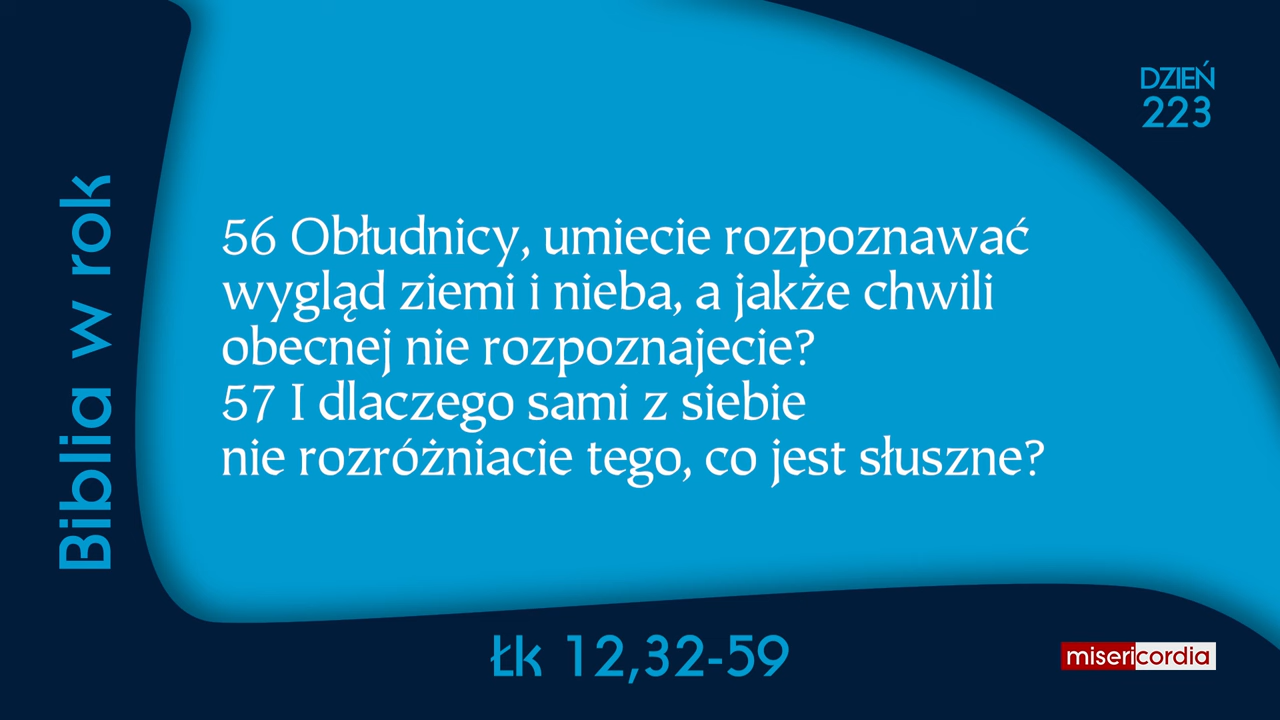 DZIEŃ
223
Biblia w rok
56 Obłudnicy, umiecie rozpoznawać
wygląd ziemi i nieba, a jakże chwili
obecnej nie rozpoznajecie?
57 I dlaczego sami z siebie
nie rozróżniacie tego, co jest słuszne?
Łk 12,32-59
misericordia